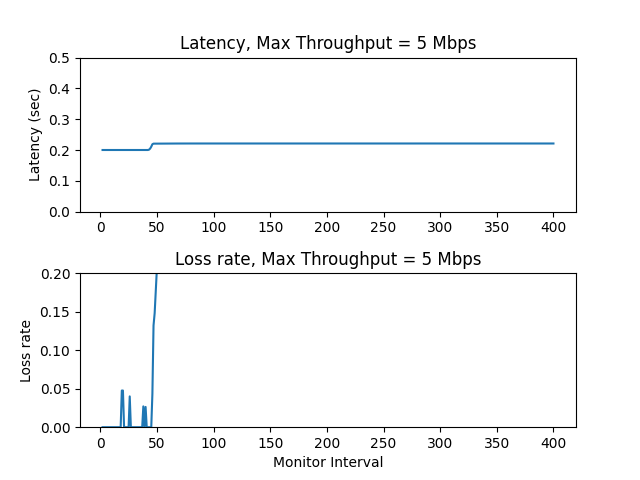 Latency, Max Throughput = 5 Mbps
0.5
0.4
0.3
0.2
0.1
0.0
Latency (sec)
0 50 100 150 200 250 300 350 400
Loss rate, Max Throughput = 5 Mbps
0.20
0.15
0.10
0.05
0.00
Loss rate
0 50 100 150 200 250 300 350 400
Monitor Interval